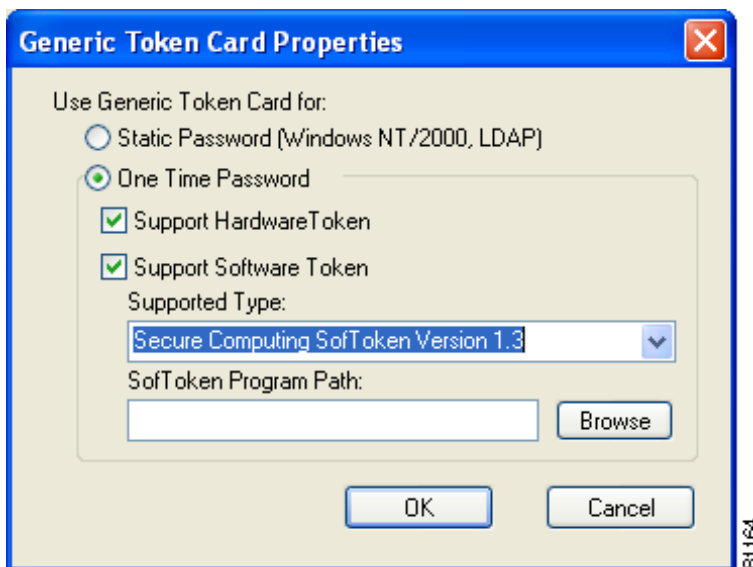 Generic Token Card Properties
Use Generic Token Card for:
Static Password (Windows NT/2000, LDAP)
One Time Password
Support HardwareToken
Support Software Token
Supported Type:
Secure Computing SofToken Version 1.3
SofToken Program Path:
Browse
OK
Cancel